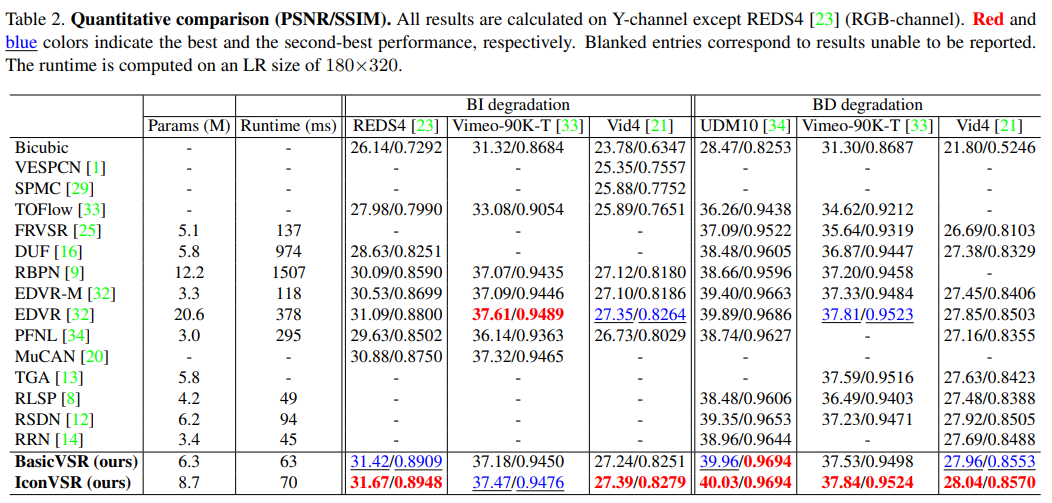 Table 2. Quantitative comparison (PSNR/SSIM). All results are calculated on Y-channel except REDS4 [23] (RGB-channel). Red and
blue colors indicate the best and the second-best performance, respectively. Blanked entries correspond to results unable to be reported.
The runtime is computed on an LR size of 180×320.
BI degradation BD degradation
Params (M) Runtime (ms) REDS4 [23] Vimeo-90K-T [33] Vid4 [21] UDM10 [34] Vimeo-90K-T [33] Vid4 [21]
Bicubic - - 26.14/0.7292 31.32/0.8684 23.78/0.6347 28.47/0.8253 31.30/0.8687 21.80/0.5246
VESPCN [1] - - - - 25.35/0.7557 - - -
SPMC [29] - - - - 25.88/0.7752 - - -
TOFlow [33] - - 27.98/0.7990 33.08/0.9054 25.89/0.7651 36.26/0.9438 34.62/0.9212 -
FRVSR [25] 5.1 137 - - - 37.09/0.9522 35.64/0.9319 26.69/0.8103
DUF [16] 5.8 974 28.63/0.8251 - - 38.48/0.9605 36.87/0.9447 27.38/0.8329
RBPN [9] 12.2 1507 30.09/0.8590 37.07/0.9435 27.12/0.8180 38.66/0.9596 37.20/0.9458 -
EDVR-M [32] 3.3 118 30.53/0.8699 37.09/0.9446 27.10/0.8186 39.40/0.9663 37.33/0.9484 27.45/0.8406
EDVR [32] 20.6 378 31.09/0.8800 37.61/0.9489 27.35/0.8264 39.89/0.9686 37.81/0.9523 27.85/0.8503
PFNL [34] 3.0 295 29.63/0.8502 36.14/0.9363 26.73/0.8029 38.74/0.9627 - 27.16/0.8355
MuCAN [20] - - 30.88/0.8750 37.32/0.9465 - - - -
TGA [13] 5.8 - - - - - 37.59/0.9516 27.63/0.8423
RLSP [8] 4.2 49 - - - 38.48/0.9606 36.49/0.9403 27.48/0.8388
RSDN [12] 6.2 94 - - - 39.35/0.9653 37.23/0.9471 27.92/0.8505
RRN [14] 3.4 45 - - - 38.96/0.9644 - 27.69/0.8488
BasicVSR (ours) 6.3 63 31.42/0.8909 37.18/0.9450 27.24/0.8251 39.96/0.9694 37.53/0.9498 27.96/0.8553
IconVSR (ours) 8.7 70 31.67/0.8948 37.47/0.9476 27.39/0.8279 40.03/0.9694 37.84/0.9524 28.04/0.8570